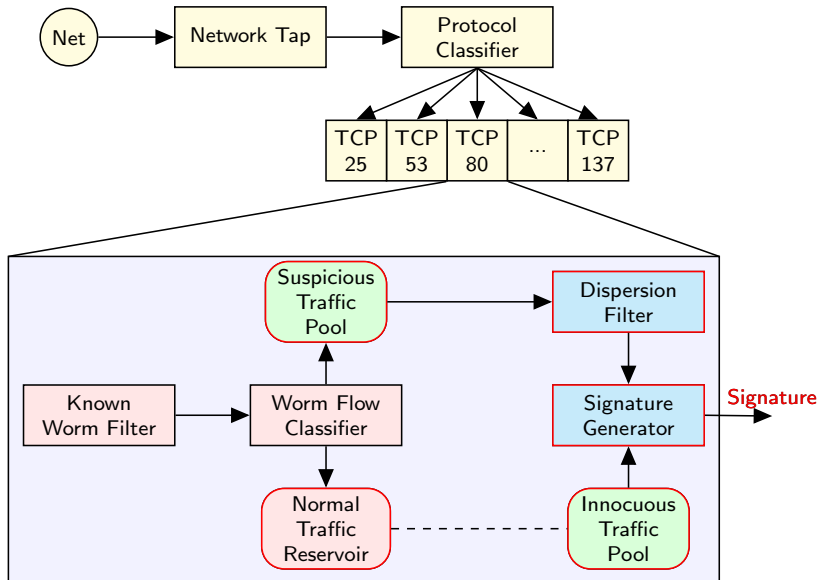 Net
Network Tap
Protocol
Classifier
TCP
25
TCP
53
TCP
80
...
TCP
137
Suspicious
Traffic
Pool
Dispersion
Filter
Known
Worm Filter
Worm Flow
Classifier
Signature
Generator
Signature
Normal
Traffic
Reservoir
Innocuous
Traffic
Pool